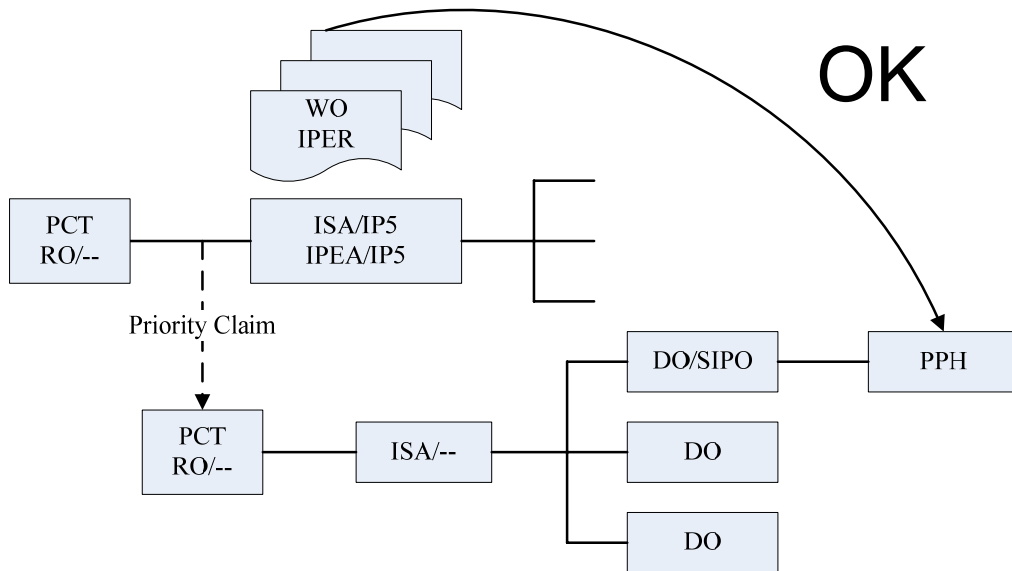 OK
WO
IPER
PCT
RO/--
ISA/IP5
IPEA/IP5
Priority Claim
DO/SIPO
PPH
PCT
RO/--
ISA/--
DO
DO